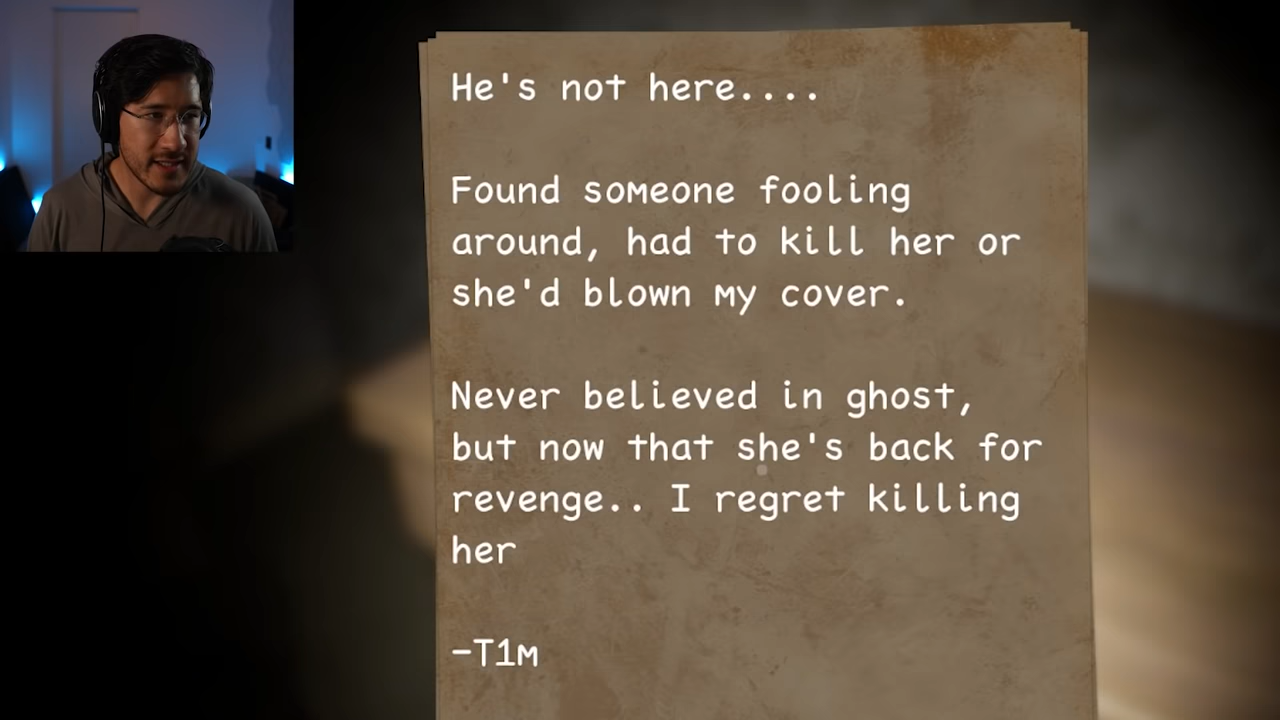 He's not here....
Found someone fooling
around, had to kill her or
she'd blown my cover.
Never believed in ghost,
but now that she's back for
revenge.. I regret killing
her
-T1m